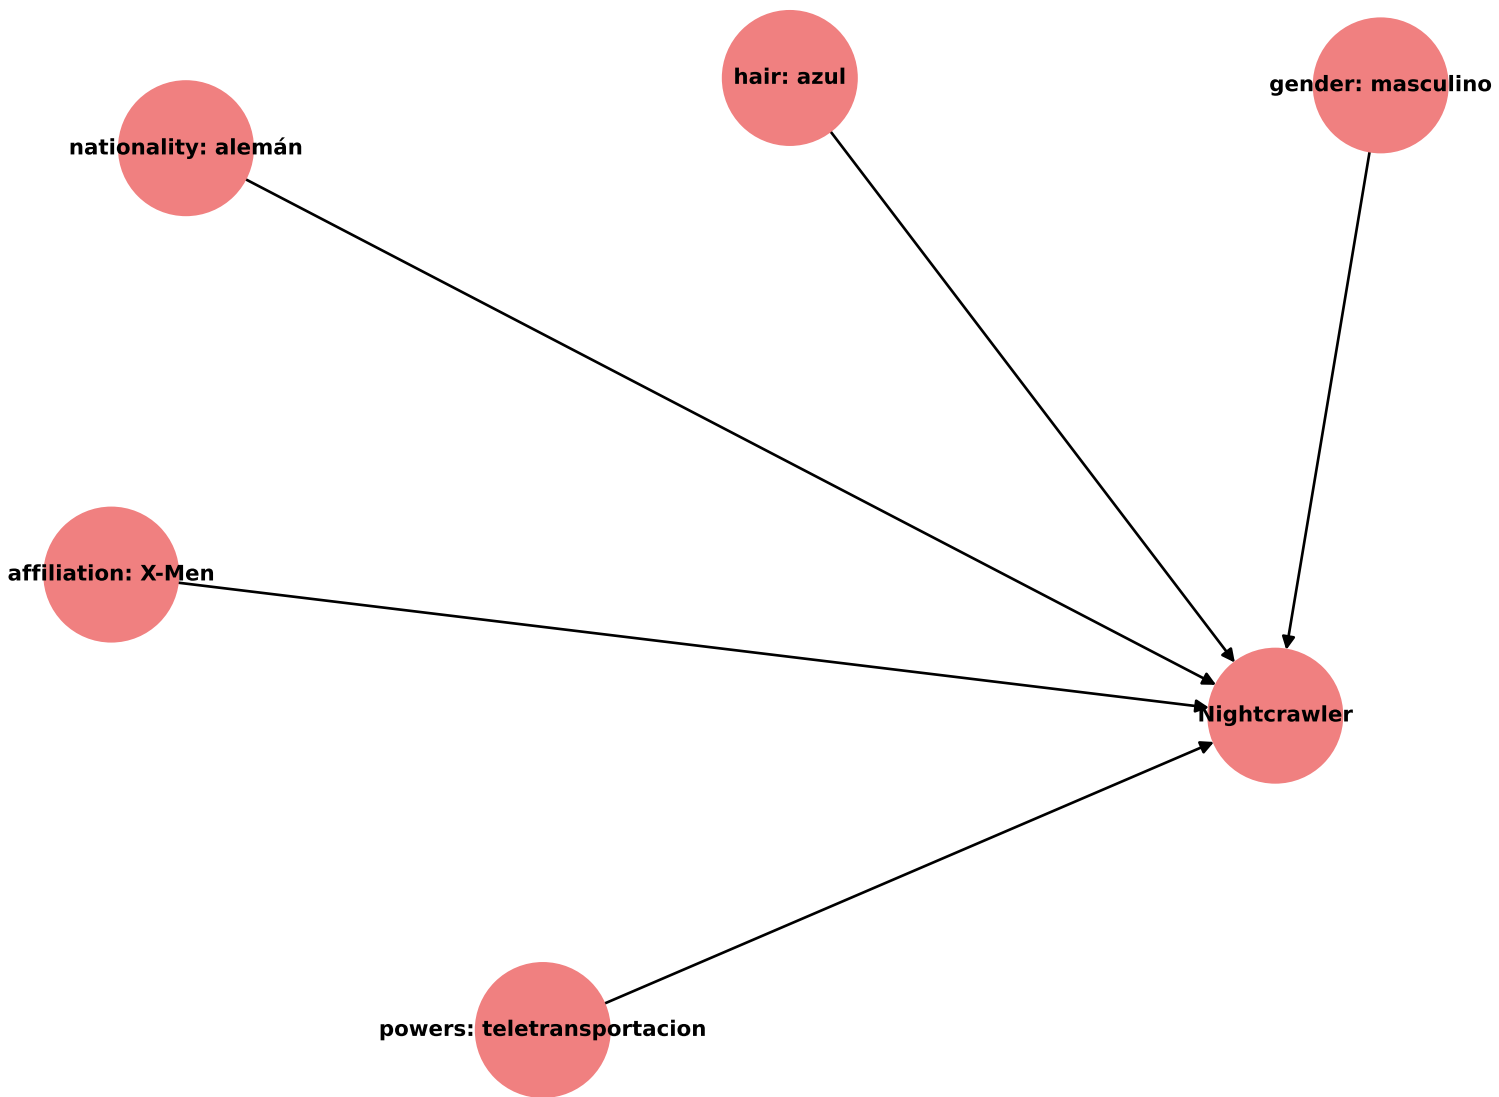 hair: azul
gender: masculino
nationality: alemán
affiliation: X-Men
Nightcrawler
powers: teletransportacion